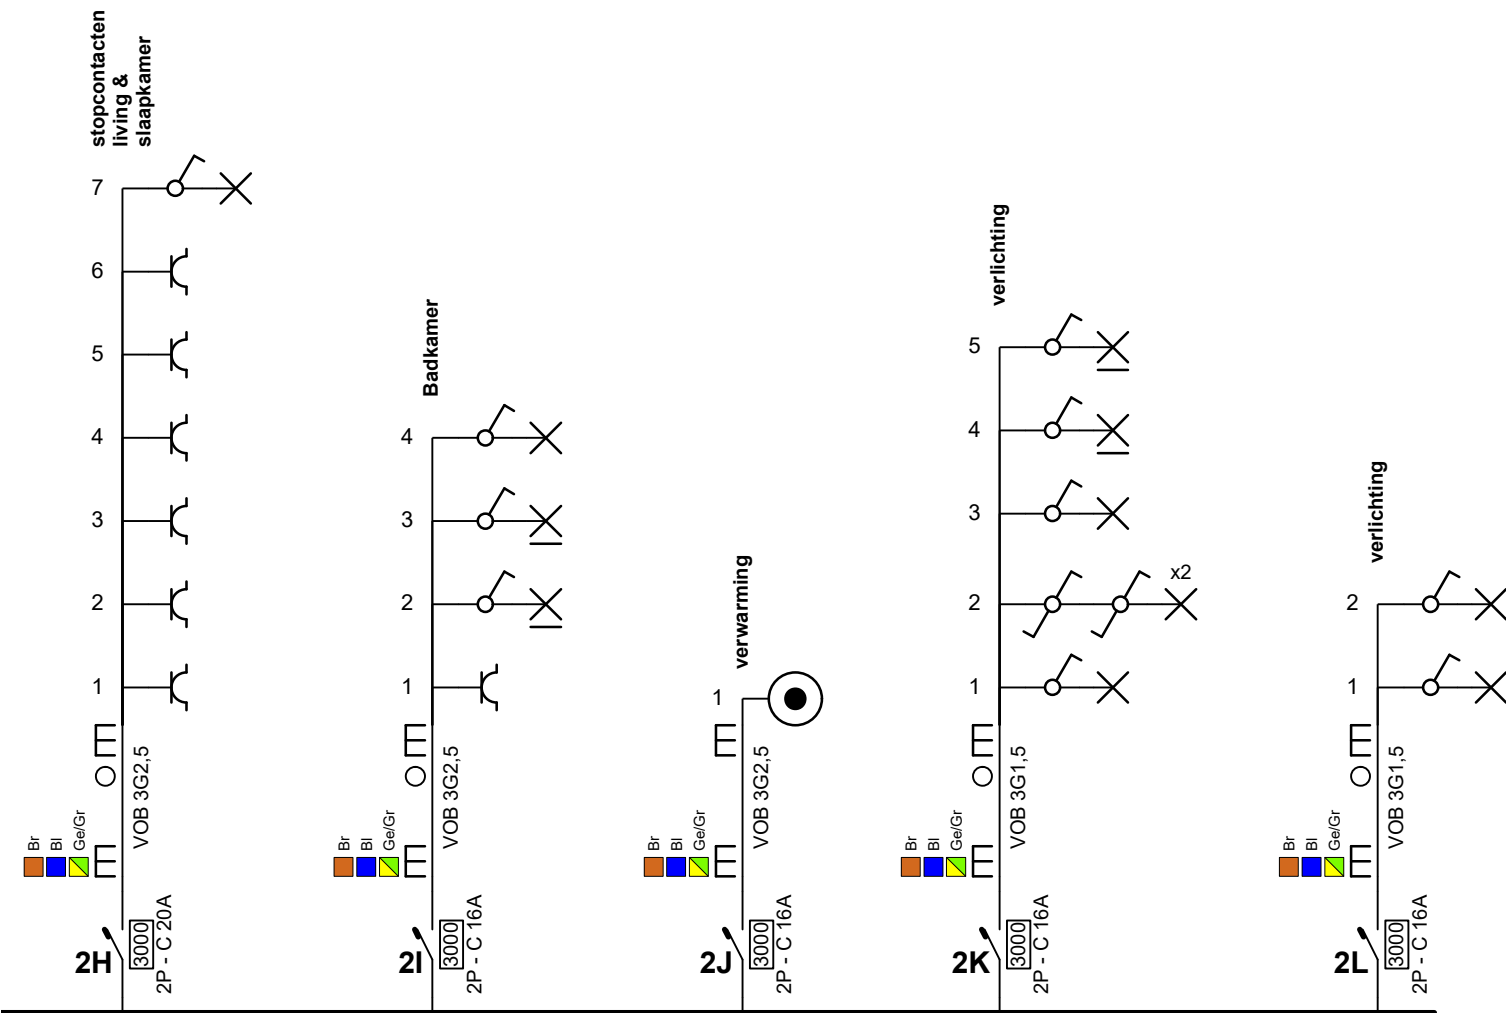 stopcontacten
living &
slaapkamer
7
6
5
4
3
2
1
VOB 3G2,5
Br
Bl
Ge/Gr
2H
3000
2P - C 20A
Badkamer
4
3
2
1
VOB 3G2,5
Br
Bl
Ge/Gr
2I
3000
2P - C 16A
verwarming
1
VOB 3G2,5
Br
Bl
Ge/Gr
2J
3000
2P - C 16A
verlichting
5
4
3
2
x2
1
VOB 3G1,5
Br
Bl
Ge/Gr
2K
3000
2P - C 16A
verlichting
2
1
VOB 3G1,5
Br
Bl
Ge/Gr
2L
3000
2P - C 16A